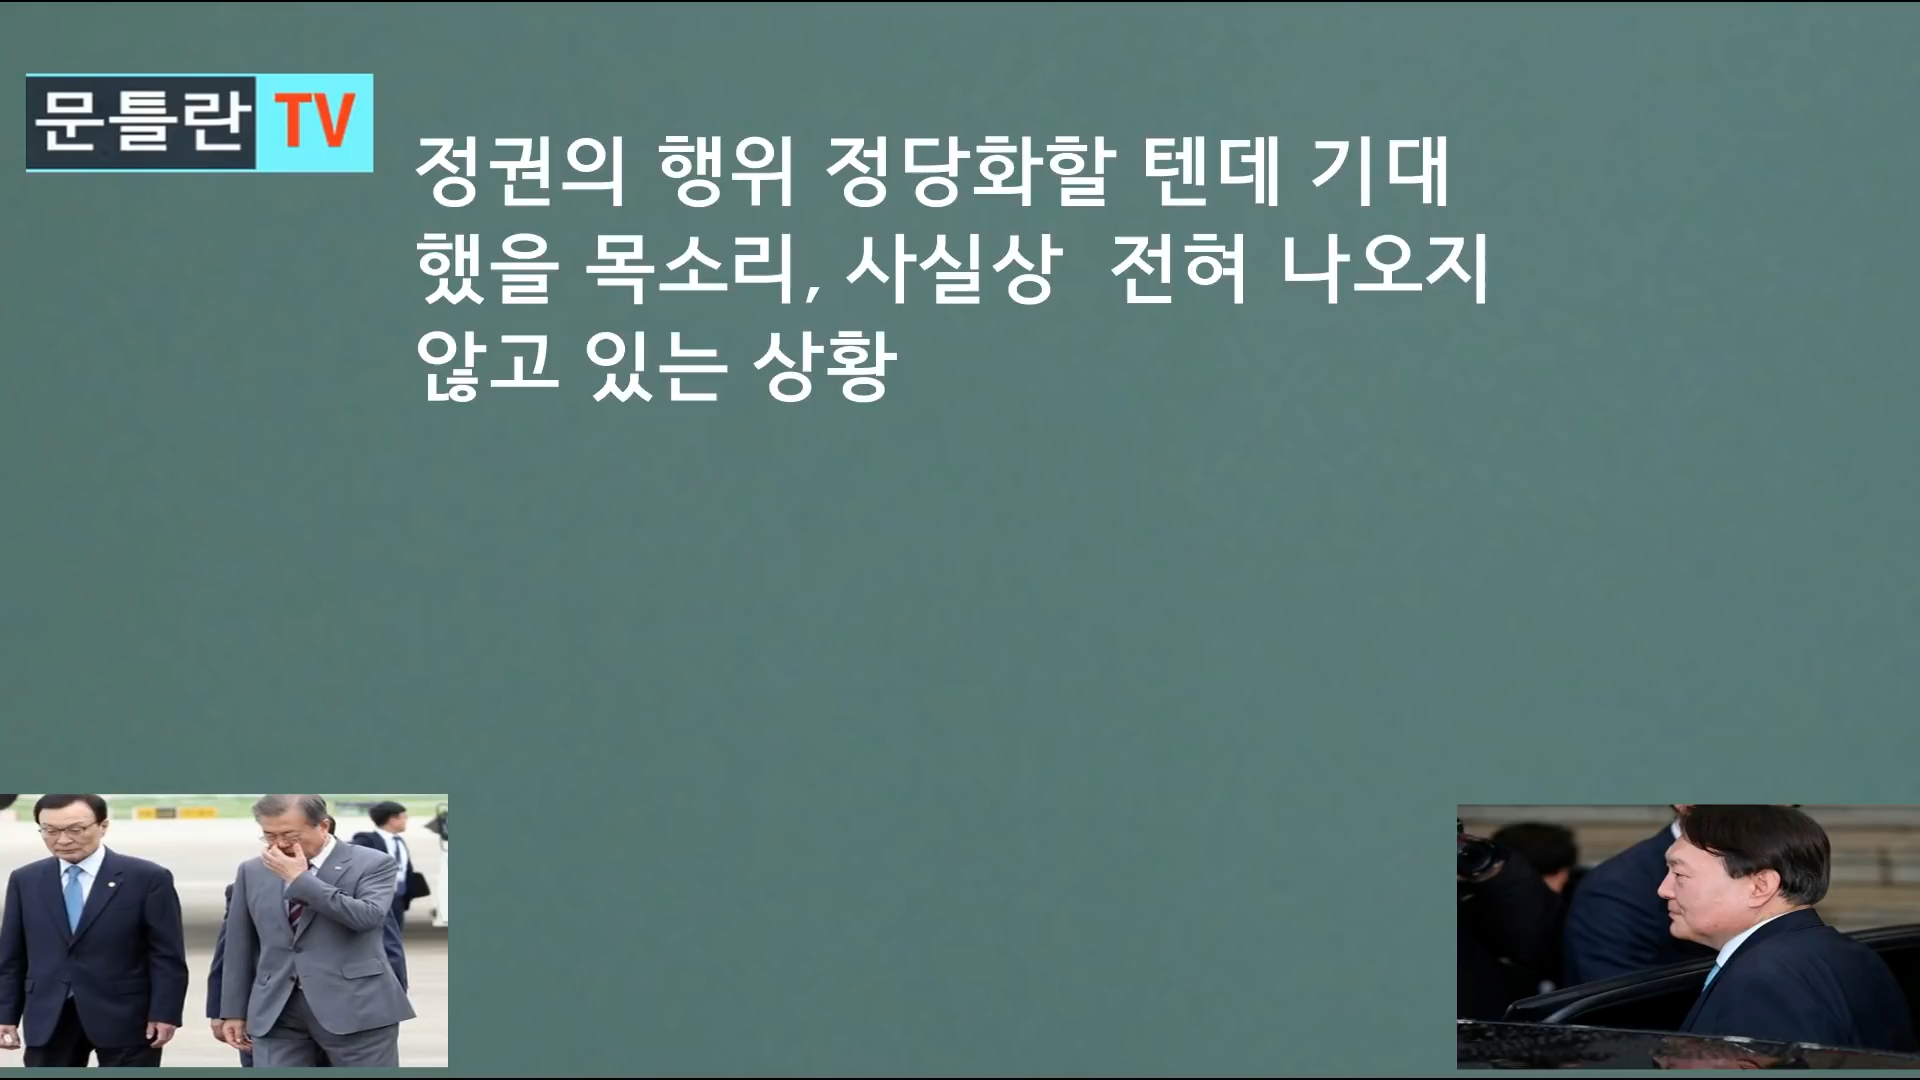 문틀란 TV
정권의 행위 정당화할 텐데 기대
했을 목소리, 사실상 전혀 나오지
않고 있는 상황